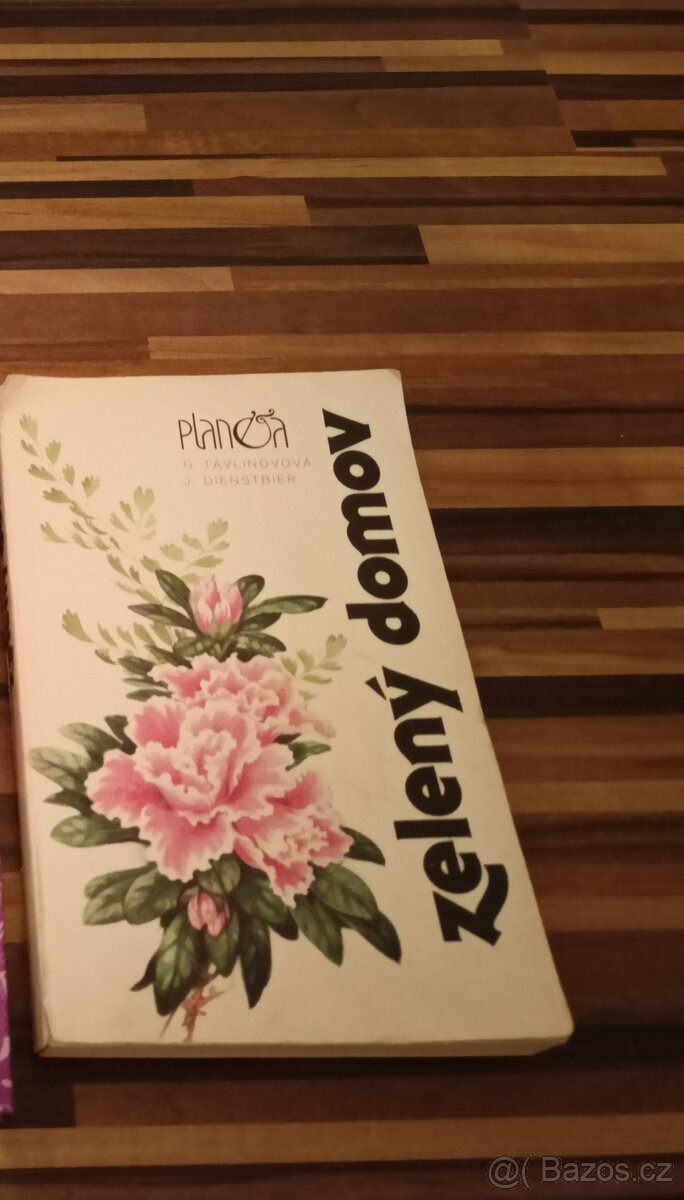 Planeta
G. TAVLINOVOVÁ
J. DIENSTBIER
zelený domov
@( Bazos.cz